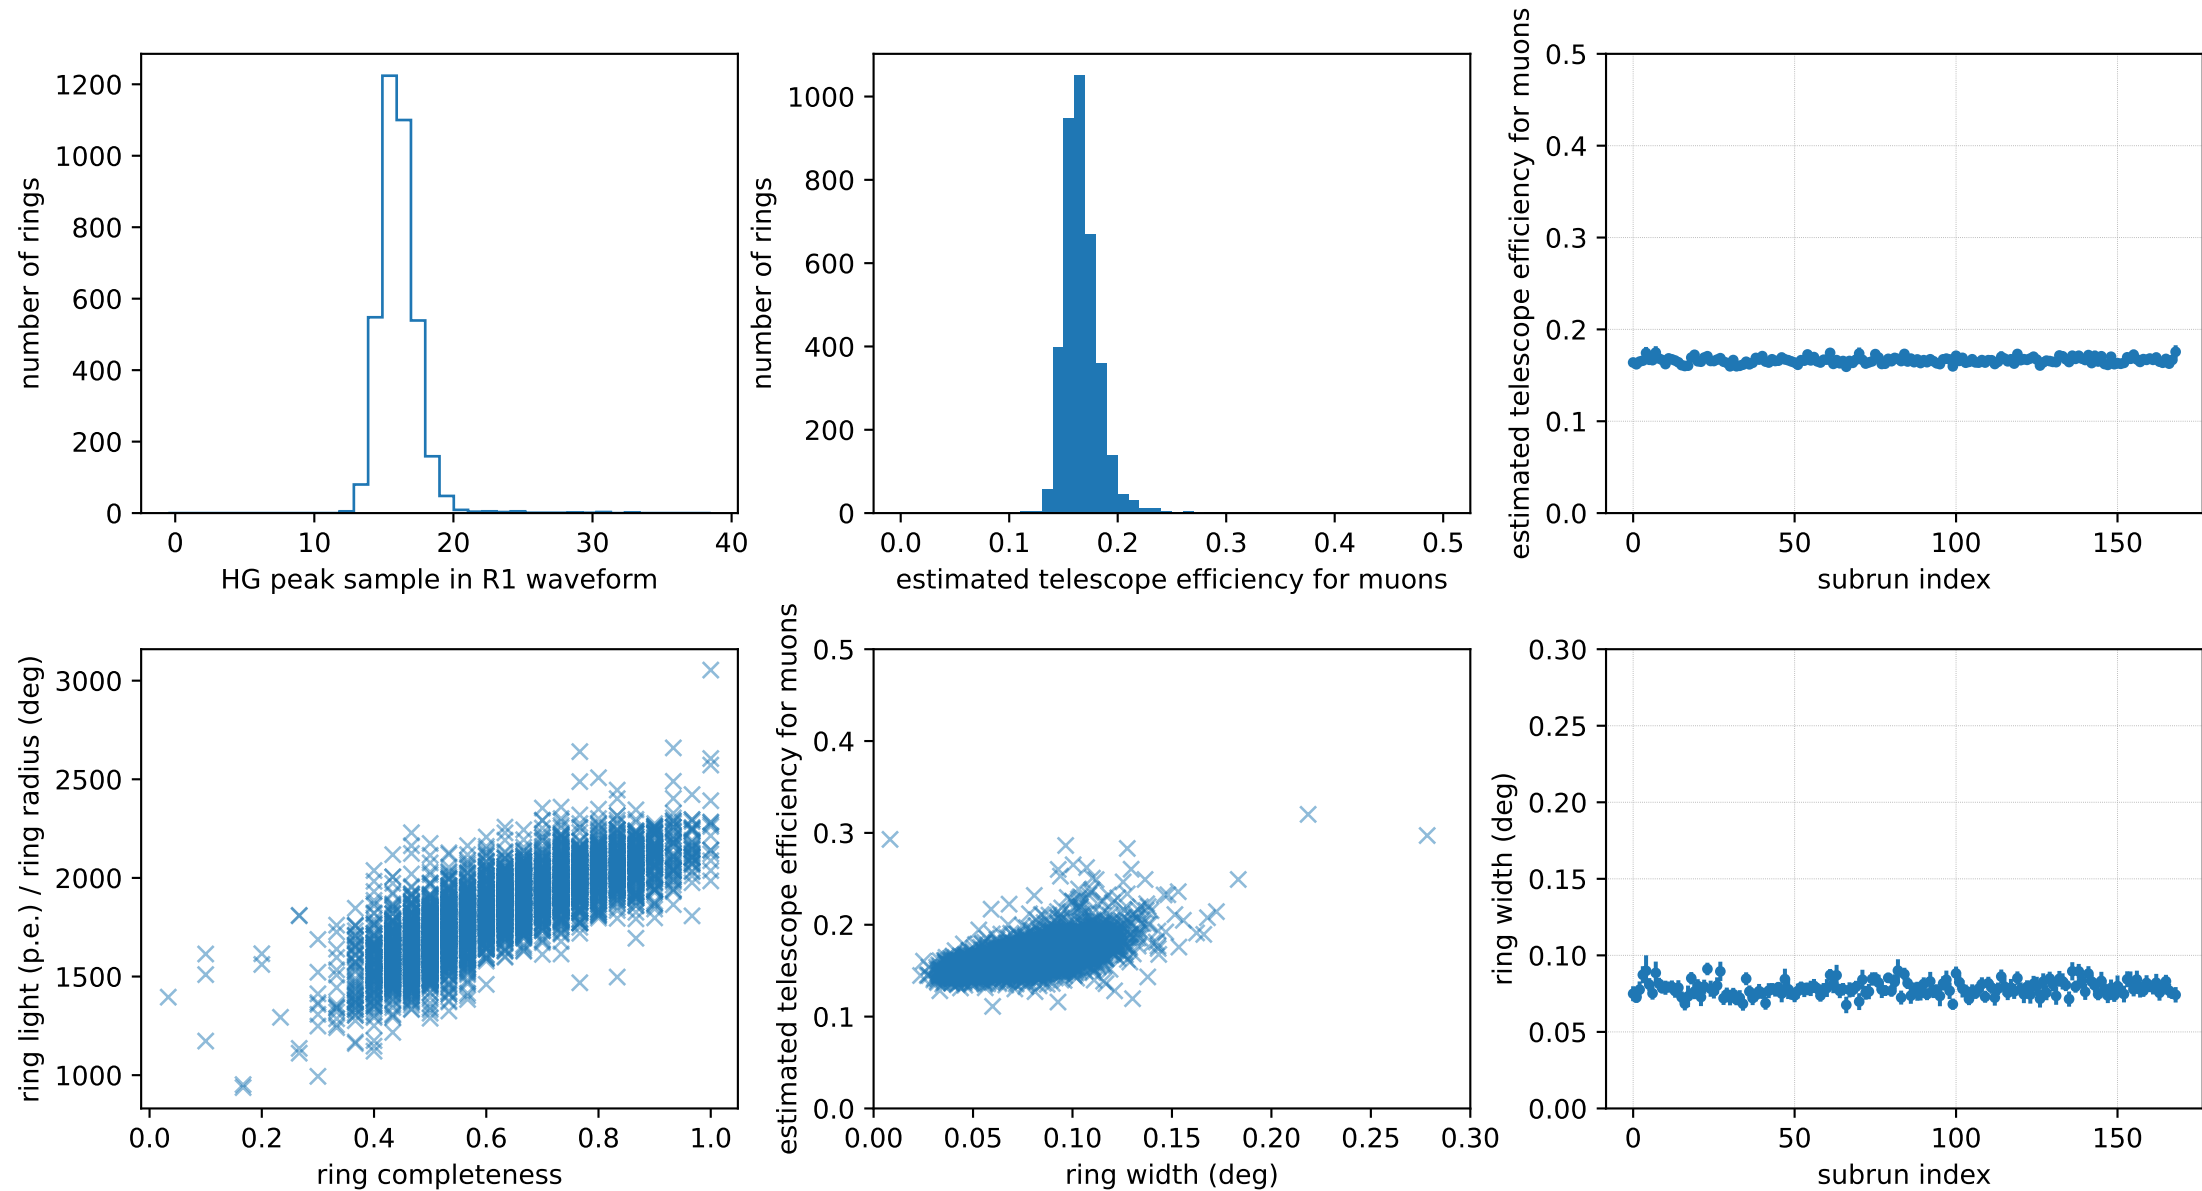 number of rings
1200
1000
800
600
400
200
0
0 10 20 30 40
HG peak sample in R1 waveform
number of rings
1000
800
600
400
200
0
0.0 0.1 0.2 0.3 0.4 0.5
estimated telescope efficiency for muons
estimated telescope efficiency for muons
0.5
0.4
0.3
0.2
0.1
0.0
0 50 100 150
subrun index
ring light (p.e.) / ring radius (deg)
3000
2500
2000
1500
1000
0.0 0.2 0.4 0.6 0.8 1.0
ring completeness
estimated telescope efficiency for muons
0.5
0.4
0.3
0.2
0.1
0.0
0.00 0.05 0.10 0.15 0.20 0.25 0.30
ring width (deg)
ring width (deg)
0.30
0.25
0.20
0.15
0.10
0.05
0.00
0 50 100 150
subrun index